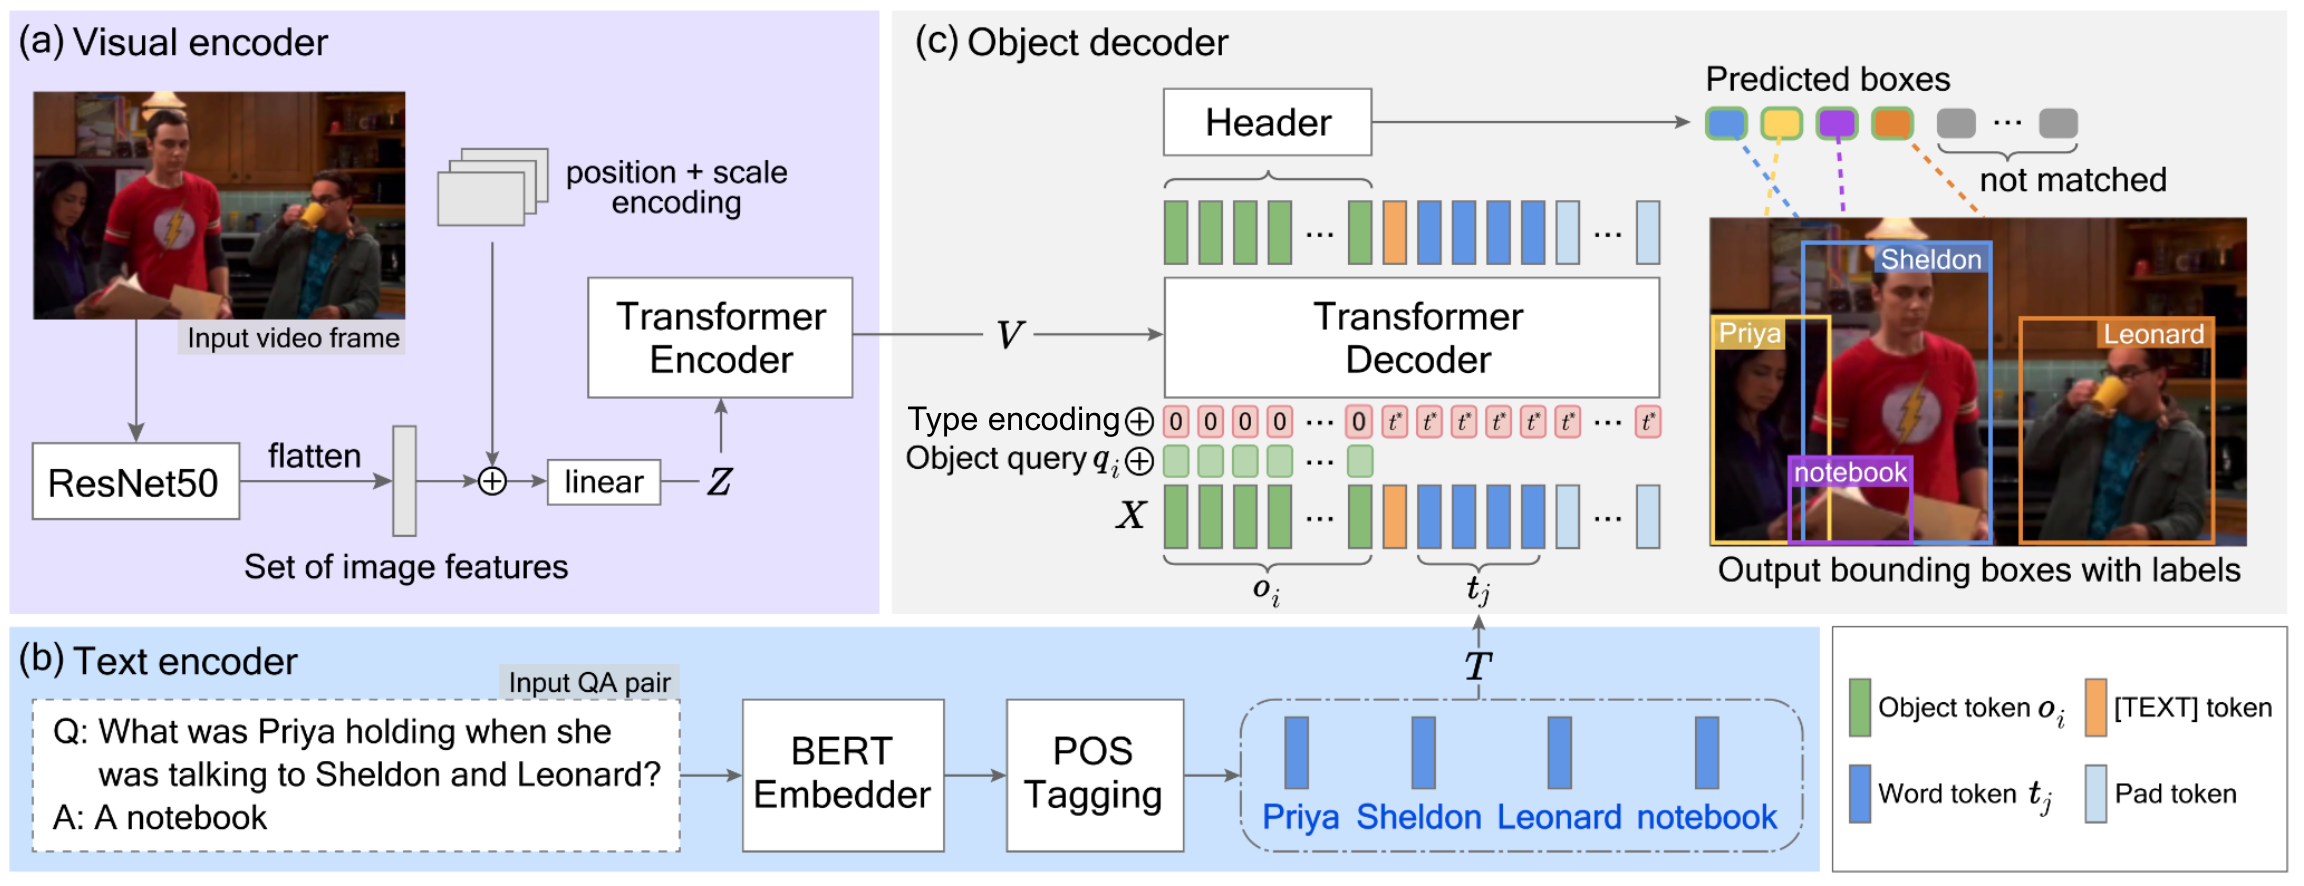 (a) Visual encoder
Input video frame
position + scale
encoding
Transformer
Encoder
ResNet50
flatten
linear
Z
Set of image features
(c) Object decoder
Header
Predicted boxes
...
not matched
...
...
V
Transformer
Decoder
Type encoding ⊕ 0 0 0 0 ... 0 t* t* t* t* t* t* ... t*
Object query q_i ⊕ ...
X ... ...
o_i
t_j
Sheldon
Priya
Leonard
notebook
Output bounding boxes with labels
(b) Text encoder
Input QA pair
Q: What was Priya holding when she
was talking to Sheldon and Leonard?
A: A notebook
BERT
Embedder
POS
Tagging
T
Priya Sheldon Leonard notebook
Object token o_i
[TEXT] token
Word token t_j
Pad token